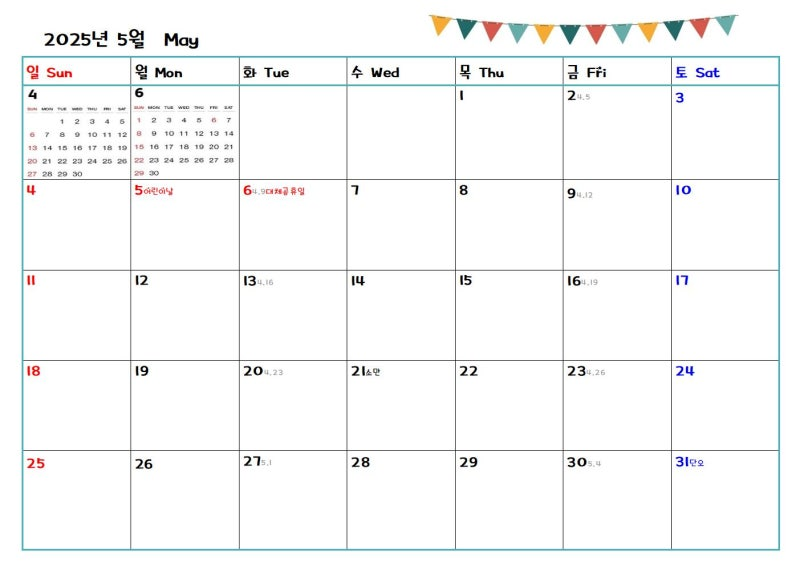 2025년 5월 May
일 Sun 월 Mon 화 Tue 수 Wed 목 Thu 금 Fri 토 Sat
4 6 1 2 4.5 3
SUN MON TUE WED THU FRI SAT
1 2 3 4 5
6 7 8 9 10 11 12
13 14 15 16 17 18 19
20 21 22 23 24 25 26
27 28 29 30
SUN MON TUE WED THU FRI SAT
1 2 3 4 5 6 7
8 9 10 11 12 13 14
15 16 17 18 19 20 21
22 23 24 25 26 27 28
29 30
4 5어린이날 6 4.9대체공휴일 7 8 9 4.12 10
11 12 13 4.16 14 15 16 4.19 17
18 19 20 4.23 21소만 22 23 4.26 24
25 26 27 5.1 28 29 30 5.4 31단오